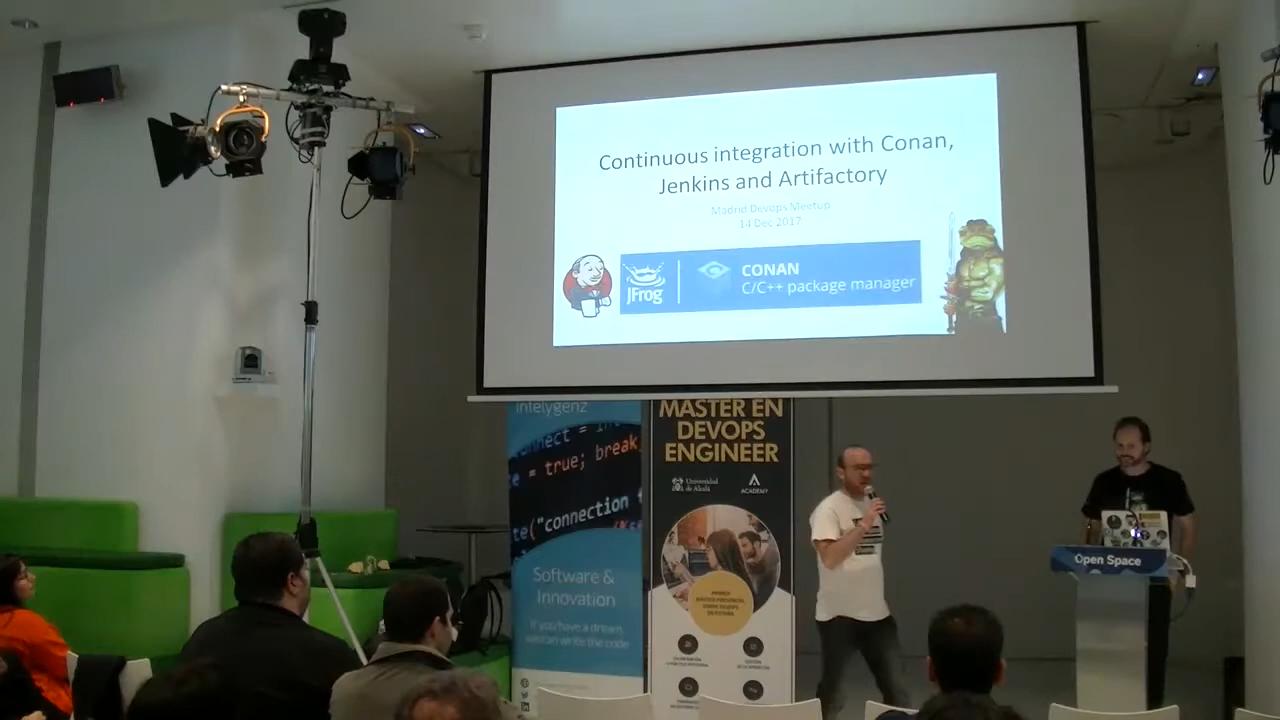 Continuous integration with Conan,
Jenkins and Artifactory
Madrid Devops Meetup
14 Dec 2017
JFrog
CONAN
C/C++ package manager
intelygenz
= true; break
("connection
Software &
Innovation
If you have a dream,
we can write the code
MÁSTER EN
DEVOPS
ENGINEER
Universidad
de Alcalá
ACADEMY
Open Space